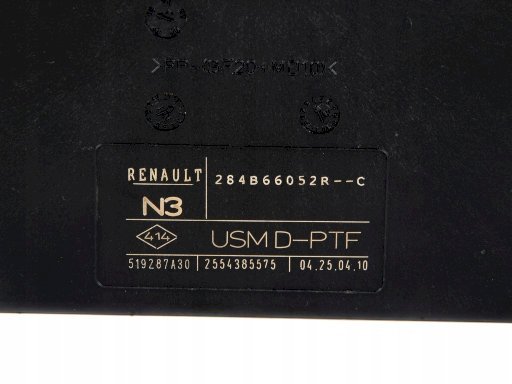 RENAULT 284B66052R--C
N3
414 USM D-PTF
519287A30 2554385575 04.25.04.10